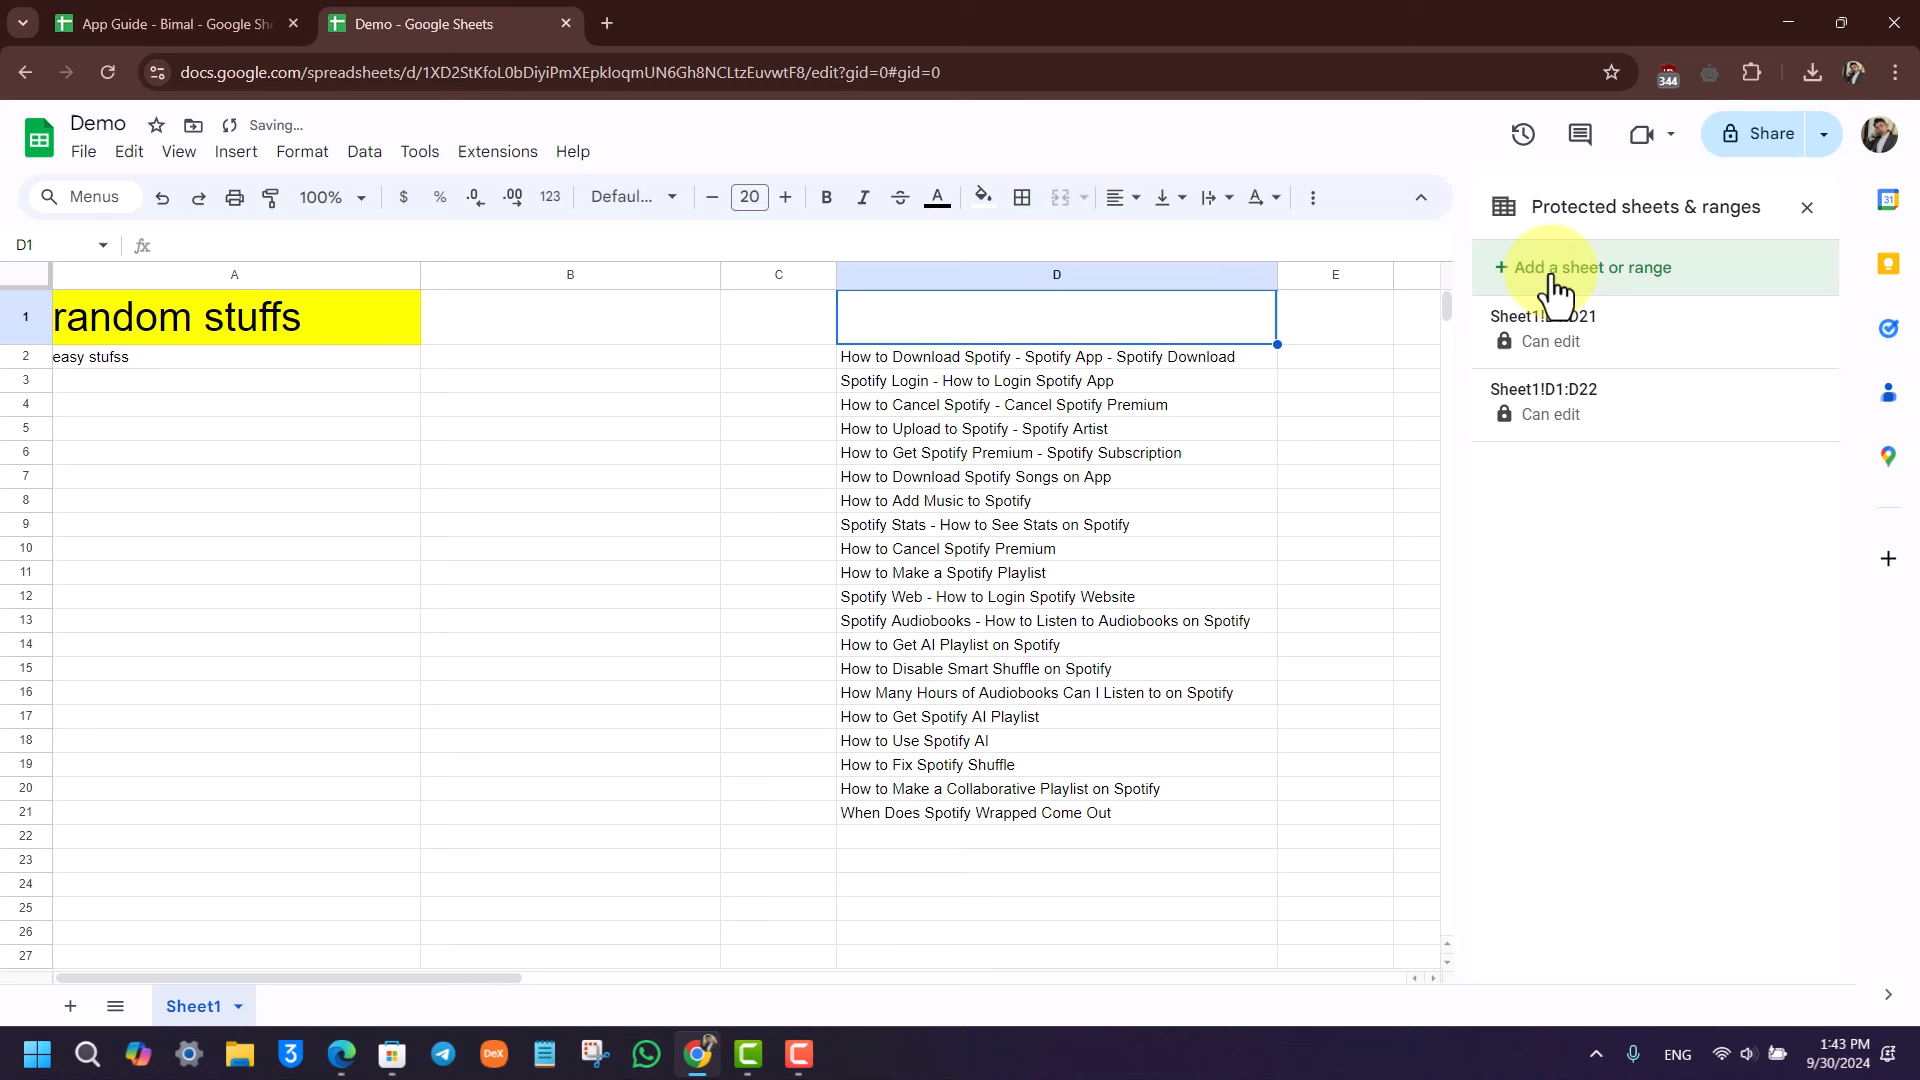 App Guide - Bimal - Google She
Demo - Google Sheets
docs.google.com/spreadsheets/d/1XD2StKfoL0bDiyiPmXEpkIoqmUN6Gh8NCLtzEuvwtF8/edit?gid=0#gid=0
344
Demo
Saving...
File Edit View Insert Format Data Tools Extensions Help
Share
Menus
100%
$ % .0 .00 123
Defaul...
20
B I A
Protected sheets & ranges
31
D1
fx
+ Add a sheet or range
A B C D E
1 random stuffs
Can edit
Sheet1!D1:D22
Can edit
2 easy stufss How to Download Spotify - Spotify App - Spotify Download
3 Spotify Login - How to Login Spotify App
4 How to Cancel Spotify - Cancel Spotify Premium
5 How to Upload to Spotify - Spotify Artist
6 How to Get Spotify Premium - Spotify Subscription
7 How to Download Spotify Songs on App
8 How to Add Music to Spotify
9 Spotify Stats - How to See Stats on Spotify
10 How to Cancel Spotify Premium
11 How to Make a Spotify Playlist
12 Spotify Web - How to Login Spotify Website
13 Spotify Audiobooks - How to Listen to Audiobooks on Spotify
14 How to Get AI Playlist on Spotify
15 How to Disable Smart Shuffle on Spotify
16 How Many Hours of Audiobooks Can I Listen to on Spotify
17 How to Get Spotify AI Playlist
18 How to Use Spotify AI
19 How to Fix Spotify Shuffle
20 How to Make a Collaborative Playlist on Spotify
21 When Does Spotify Wrapped Come Out
22
23
24
25
26
27
Sheet1
3
DeX
ENG
1:43 PM
9/30/2024